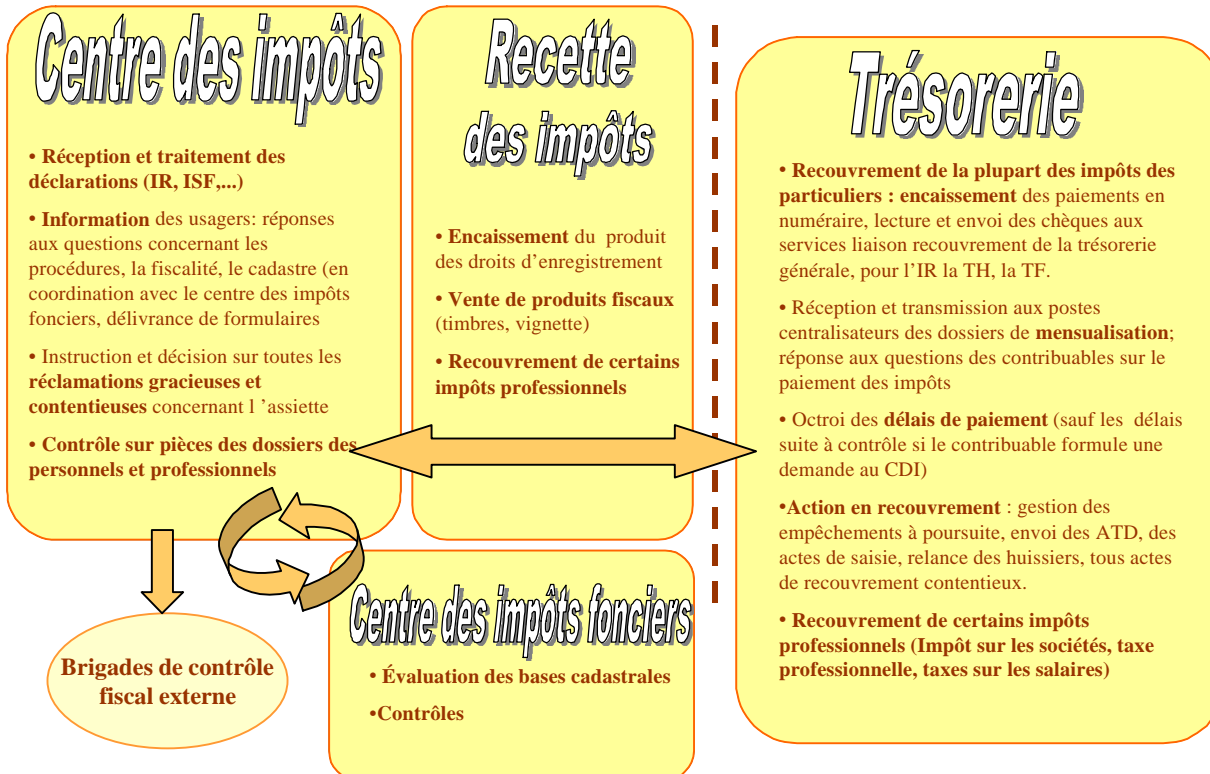 Centre des impôts
• Réception et traitement des
déclarations (IR, ISF,...)
• Information des usagers: réponses
aux questions concernant les
procédures, la fiscalité, le cadastre (en
coordination avec le centre des impôts
fonciers, délivrance de formulaires
• Instruction et décision sur toutes les
réclamations gracieuses et
contentieuses concernant l ’assiette
• Contrôle sur pièces des dossiers des
personnels et professionnels
Brigades de contrôle
fiscal externe
Recette
des impôts
• Encaissement du produit
des droits d’enregistrement
• Vente de produits fiscaux
(timbres, vignette)
• Recouvrement de certains
impôts professionnels
Centre des impôts fonciers
• Évaluation des bases cadastrales
•Contrôles
Trésorerie
• Recouvrement de la plupart des impôts des
particuliers : encaissement des paiements en
numéraire, lecture et envoi des chèques aux
services liaison recouvrement de la trésorerie
générale, pour l’IR la TH, la TF.
• Réception et transmission aux postes
centralisateurs des dossiers de mensualisation;
réponse aux questions des contribuables sur le
paiement des impôts
• Octroi des délais de paiement (sauf les délais
suite à contrôle si le contribuable formule une
demande au CDI)
•Action en recouvrement : gestion des
empêchements à poursuite, envoi des ATD, des
actes de saisie, relance des huissiers, tous actes
de recouvrement contentieux.
• Recouvrement de certains impôts
professionnels (Impôt sur les sociétés, taxe
professionnelle, taxes sur les salaires)